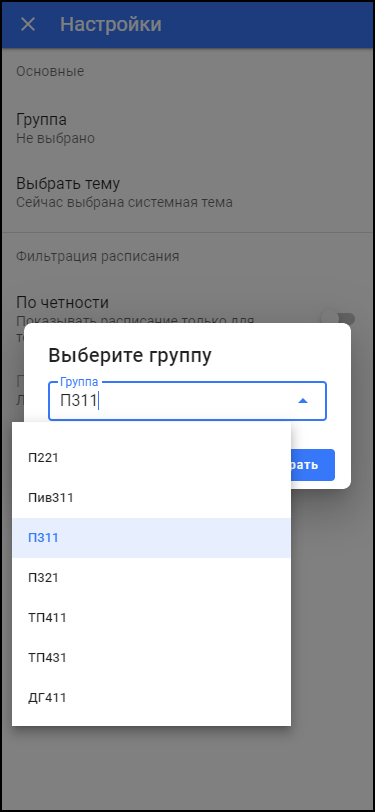 Настройки
Основные
Группа
Не выбрано
Выбрать тему
Сейчас выбрана системная тема
Фильтрация расписания
По четности
Показывать расписание только для
Выберите группу
Группа
П311
П221
Пив311
П311
П321
ТП411
ТП431
ДГ411